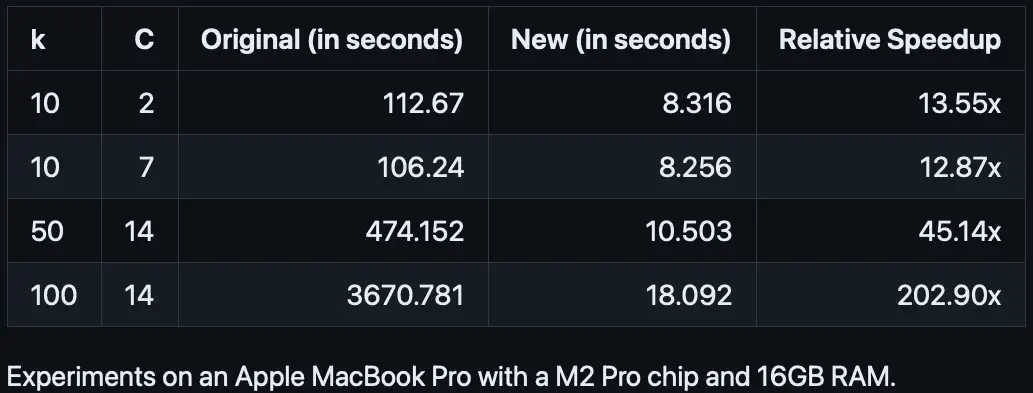 k C Original (in seconds) New (in seconds) Relative Speedup
10 2 112.67 8.316 13.55x
10 7 106.24 8.256 12.87x
50 14 474.152 10.503 45.14x
100 14 3670.781 18.092 202.90x
Experiments on an Apple MacBook Pro with a M2 Pro chip and 16GB RAM.